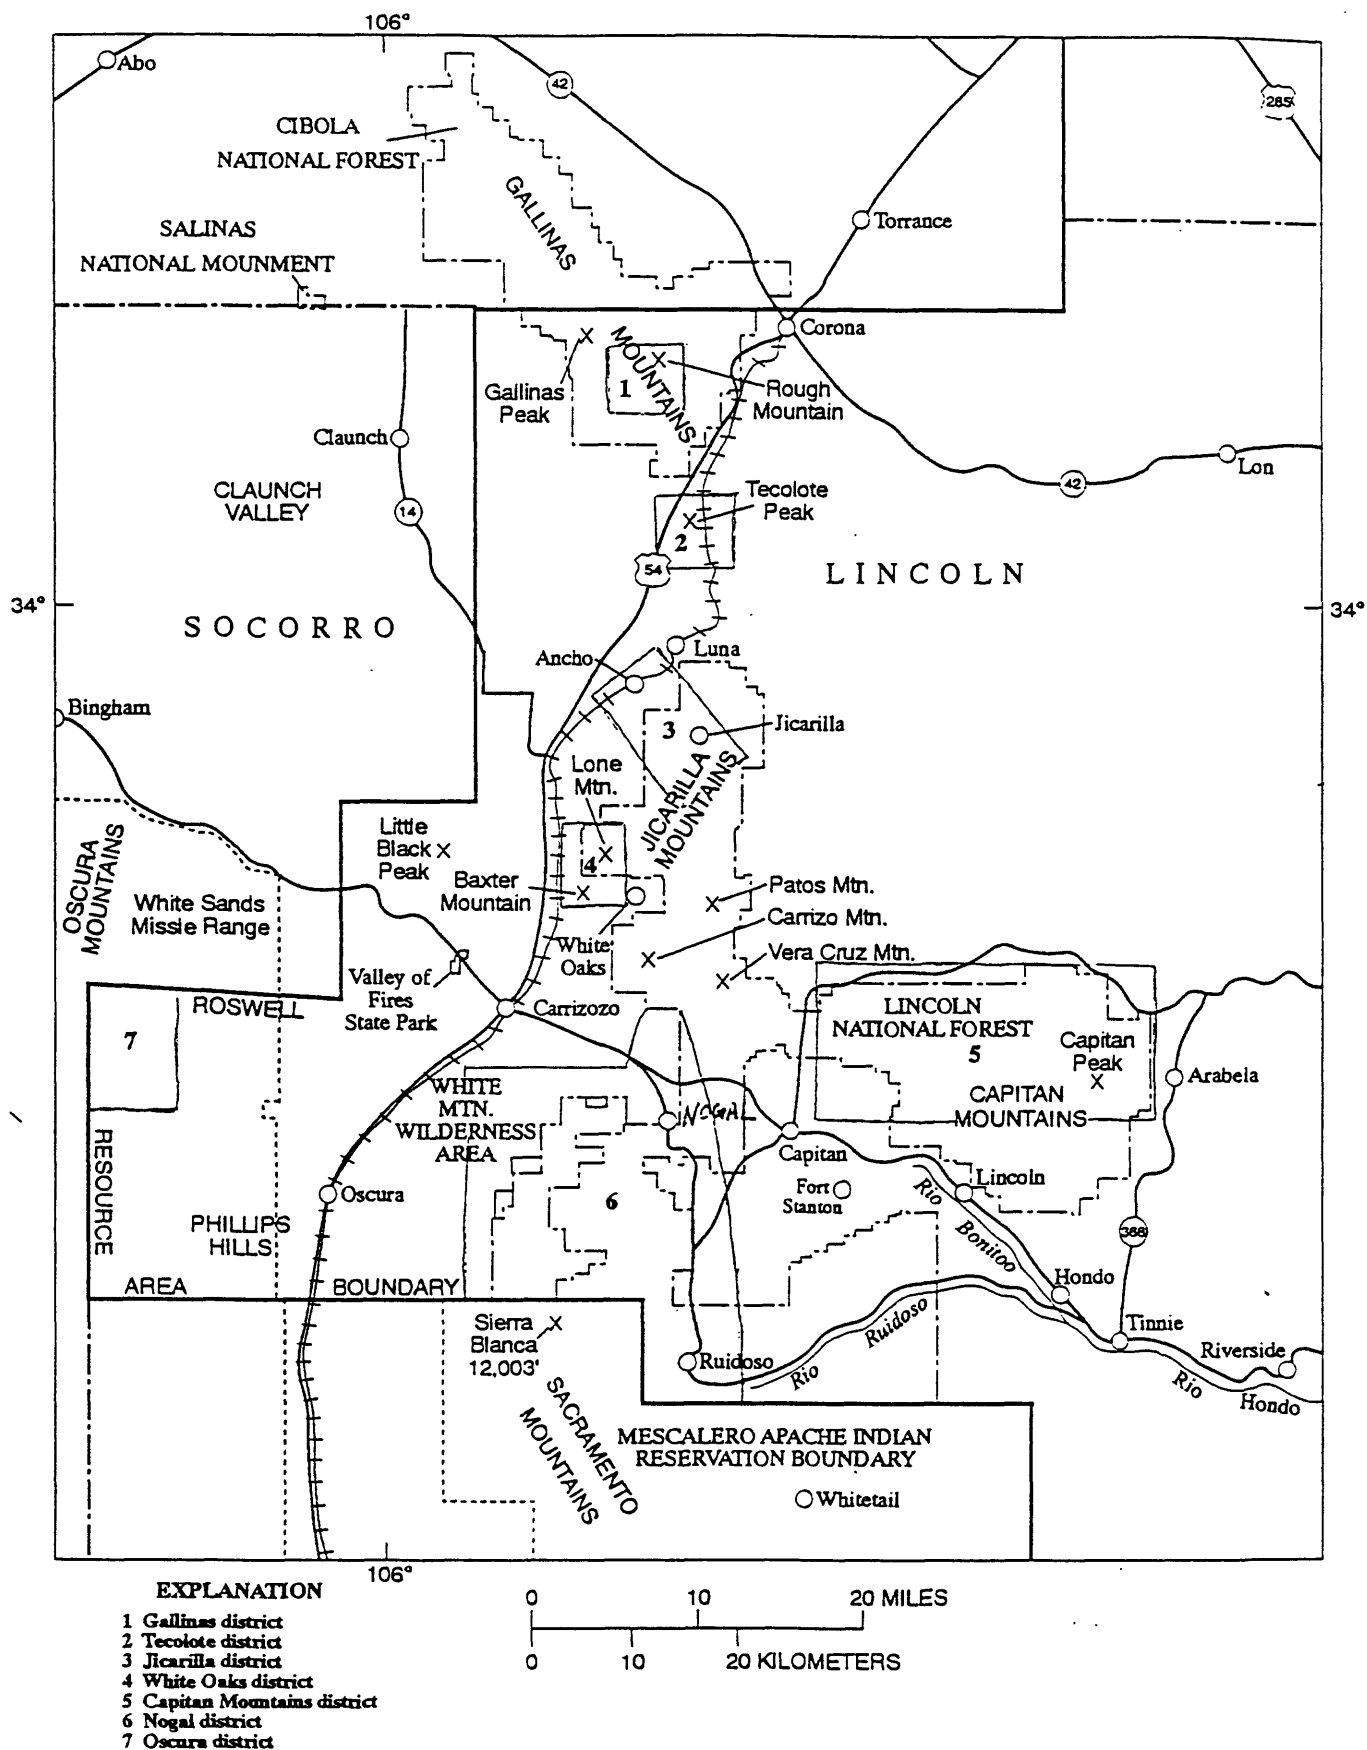 106°
Abo
42
285
CIBOLA
NATIONAL FOREST
GALLINAS
Torrance
SALINAS
NATIONAL MOUNMENT
Corona
MOUNTAINS
Gallinas
Peak
1
Rough
Mountain
Claunch
Lon
42
CLAUNCH
VALLEY
14
Tecolote
Peak
2
54
LINCOLN
34°
34°
SOCORRO
Luna
Ancho
Bingham
3
Jicarilla
Lone
Mtn.
JICARILLA
MOUNTAINS
Little
Black
Peak
OSCURA
MOUNTAINS
4
Baxter
Mountain
Patos Mtn.
White Sands
Missie Range
Carrizo Mtn.
White
Oaks
Vera Cruz Mtn.
Valley of
Fires
State Park
ROSWELL
Carrizozo
LINCOLN
NATIONAL FOREST
7
5
Capitan
Peak
Arabela
WHITE
MTN.
WILDERNESS
AREA
CAPITAN
MOUNTAINS
NOGAL
RESOURCE
Capitan
Oscura
Fort
Stanton
Lincoln
6
Rio
Bonitoo
368
PHILLIPS
HILLS
AREA
BOUNDARY
Hondo
Sierra
Blanca
12,003'
Ruidoso
Rio
Ruidoso
Tinnie
Riverside
Rio
Hondo
SACRAMENTO
MOUNTAINS
MESCALERO APACHE INDIAN
RESERVATION BOUNDARY
Whitetail
106°
EXPLANATION
1 Gallinas district
2 Tecolote district
3 Jicarilla district
4 White Oaks district
5 Capitan Mountains district
6 Nogal district
7 Oscura district
0 10 20 MILES
0 10 20 KILOMETERS